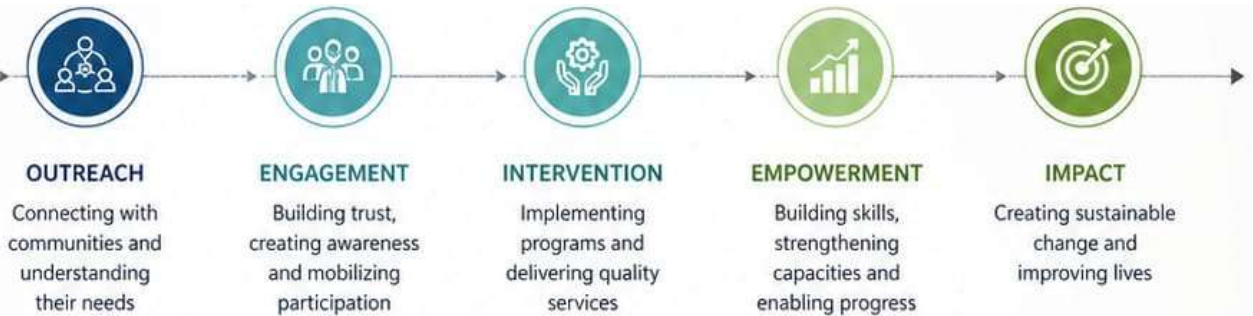 OUTREACH
Connecting with
communities and
understanding
their needs
ENGAGEMENT
Building trust,
creating awareness
and mobilizing
participation
INTERVENTION
Implementing
programs and
delivering quality
services
EMPOWERMENT
Building skills,
strengthening
capacities and
enabling progress
IMPACT
Creating sustainable
change and
improving lives